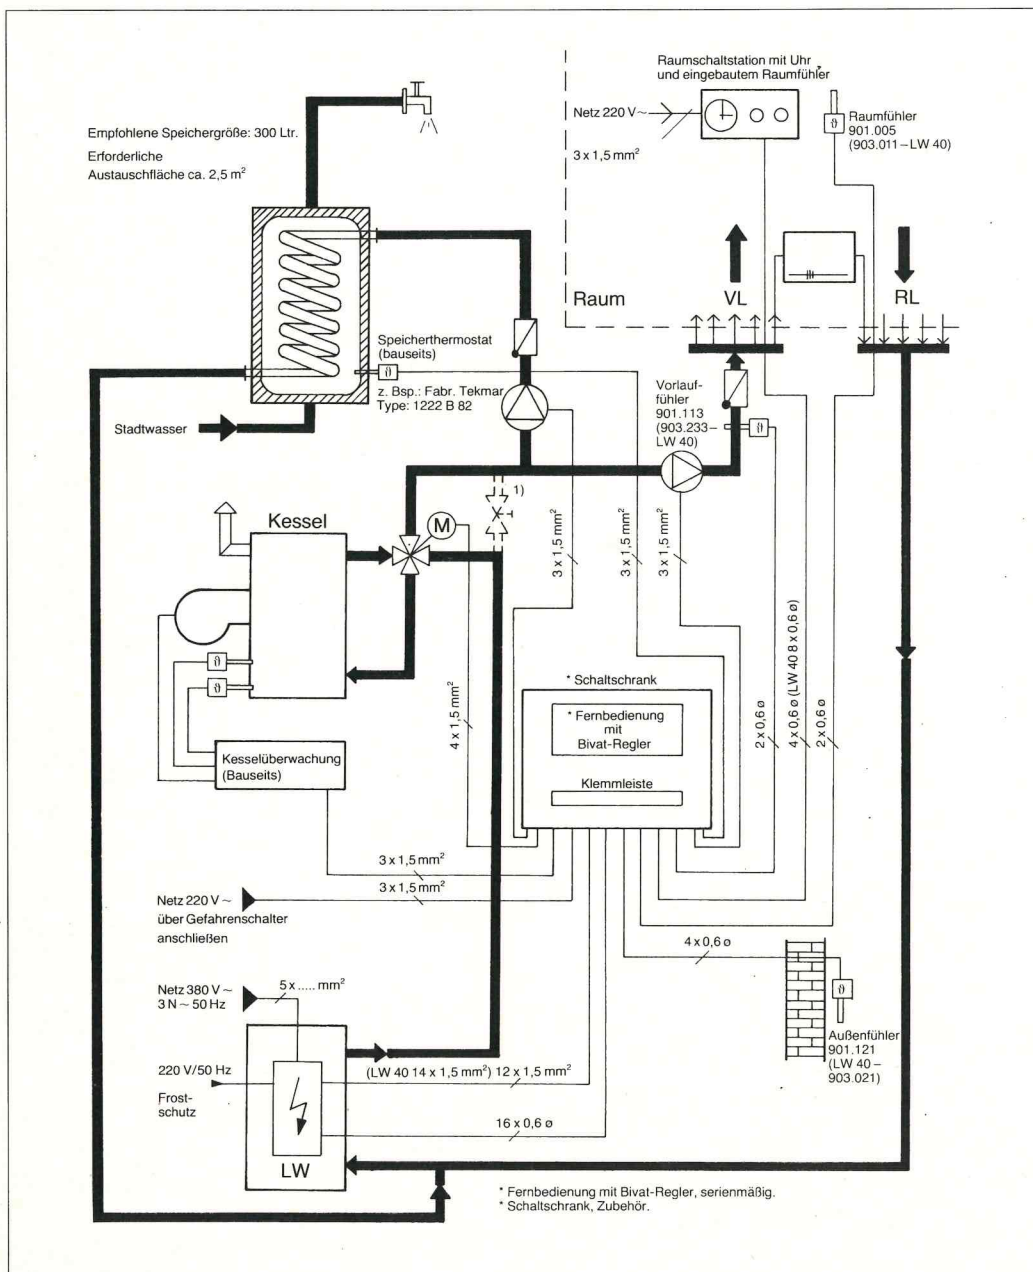 Empfohlene Speichergröße: 300 Ltr.
Erforderliche
Austauschfläche ca. 2,5 m²
Raumschaltstation mit Uhr
und eingebautem Raumfühler
Netz 220 V~
3 x 1,5 mm²
Raumfühler
901.005
(903.011–LW 40)
Raum
VL
RL
Speicherthermostat
(bauseits)
ϑ
z. Bsp.: Fabr. Tekmar
Type: 1222 B 82
Vorlauf-
fühler
901.113
(903.233–
LW 40)
ϑ
ϑ
Stadtwasser
1)
M
Kessel
3 x 1,5 mm²
3 x 1,5 mm²
3 x 1,5 mm²
ϑ
ϑ
4 x 1,5 mm²
2 x 0,6 ø
4 x 0,6 ø (LW 40 8 x 0,6 ø)
2 x 0,6 ø
* Schaltschrank
* Fernbedienung
mit
Bivat-Regler
Klemmleiste
Kesselüberwachung
(Bauseits)
3 x 1,5 mm²
3 x 1,5 mm²
Netz 220 V ~
über Gefahrenschalter
anschließen
4 x 0,6 ø
Netz 380 V ~
3 N ~ 50 Hz
5 x ..... mm²
ϑ
Außenfühler
901.121
(LW 40 –
903.021)
220 V/50 Hz
Frost-
schutz
(LW 40 14 x 1,5 mm²) 12 x 1,5 mm²
16 x 0,6 ø
LW
* Fernbedienung mit Bivat-Regler, serienmäßig.
* Schaltschrank, Zubehör.